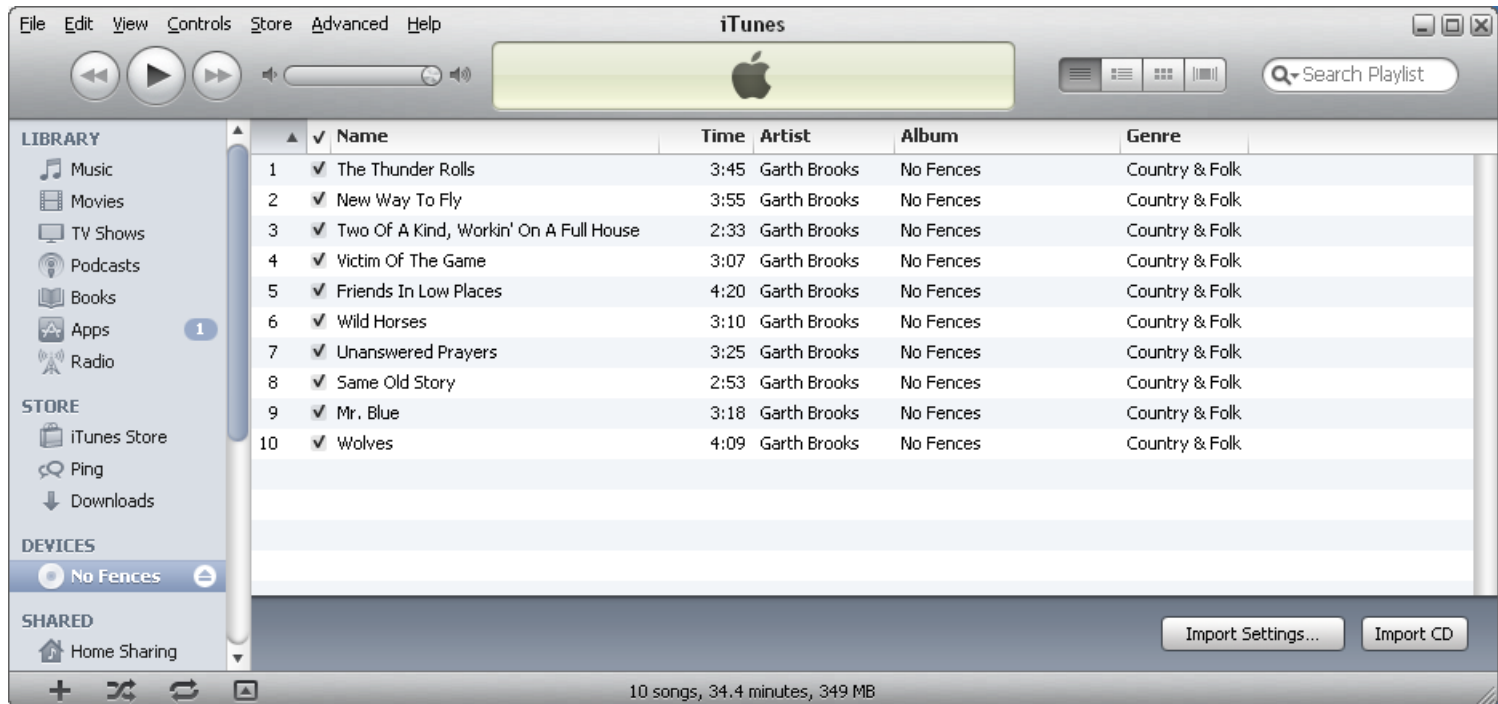 File Edit View Controls Store Advanced Help iTunes
Search Playlist
LIBRARY
Music
Movies
TV Shows
Podcasts
Books
Apps 1
Radio
STORE
iTunes Store
Ping
Downloads
DEVICES
No Fences
SHARED
Home Sharing
Name Time Artist Album Genre
1 The Thunder Rolls 3:45 Garth Brooks No Fences Country & Folk
2 New Way To Fly 3:55 Garth Brooks No Fences Country & Folk
3 Two Of A Kind, Workin' On A Full House 2:33 Garth Brooks No Fences Country & Folk
4 Victim Of The Game 3:07 Garth Brooks No Fences Country & Folk
5 Friends In Low Places 4:20 Garth Brooks No Fences Country & Folk
6 Wild Horses 3:10 Garth Brooks No Fences Country & Folk
7 Unanswered Prayers 3:25 Garth Brooks No Fences Country & Folk
8 Same Old Story 2:53 Garth Brooks No Fences Country & Folk
9 Mr. Blue 3:18 Garth Brooks No Fences Country & Folk
10 Wolves 4:09 Garth Brooks No Fences Country & Folk
Import Settings... Import CD
10 songs, 34.4 minutes, 349 MB